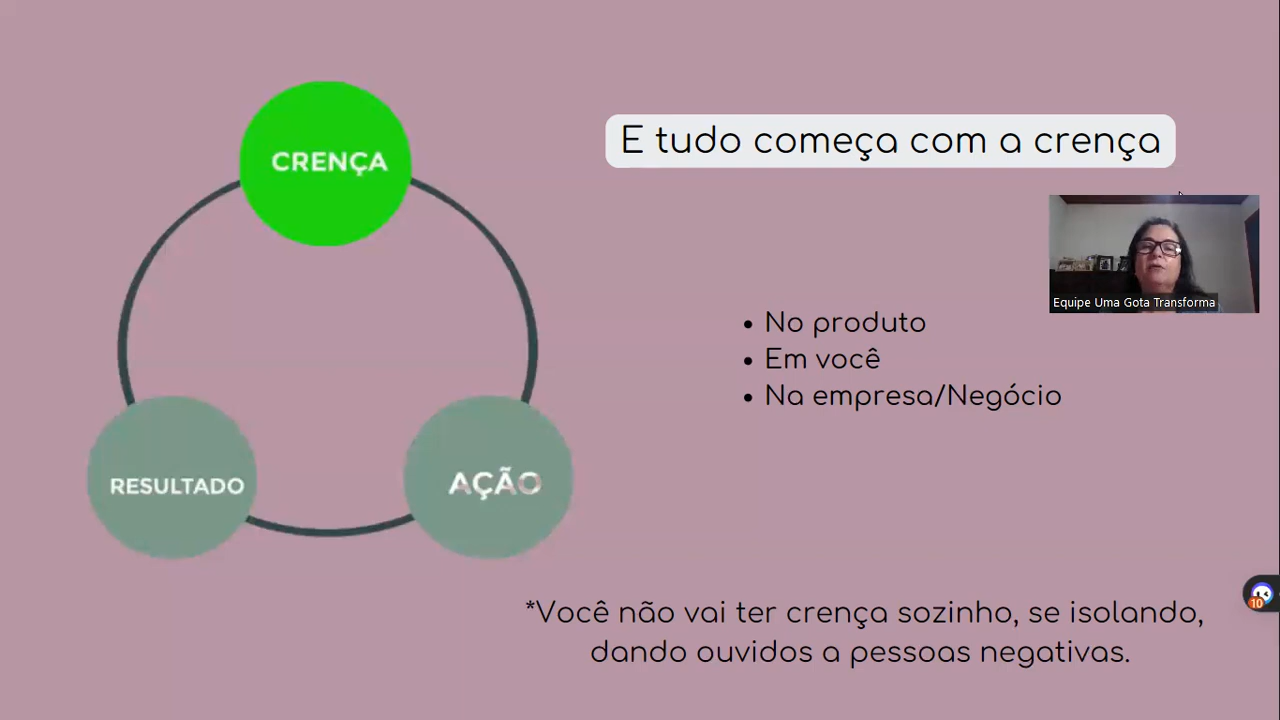 CRENÇA
RESULTADO
AÇÃO
E tudo começa com a crença
Equipe Uma Gota Transforma
• No produto
• Em você
• Na empresa/Negócio
10
*Você não vai ter crença sozinho, se isolando,
dando ouvidos a pessoas negativas.